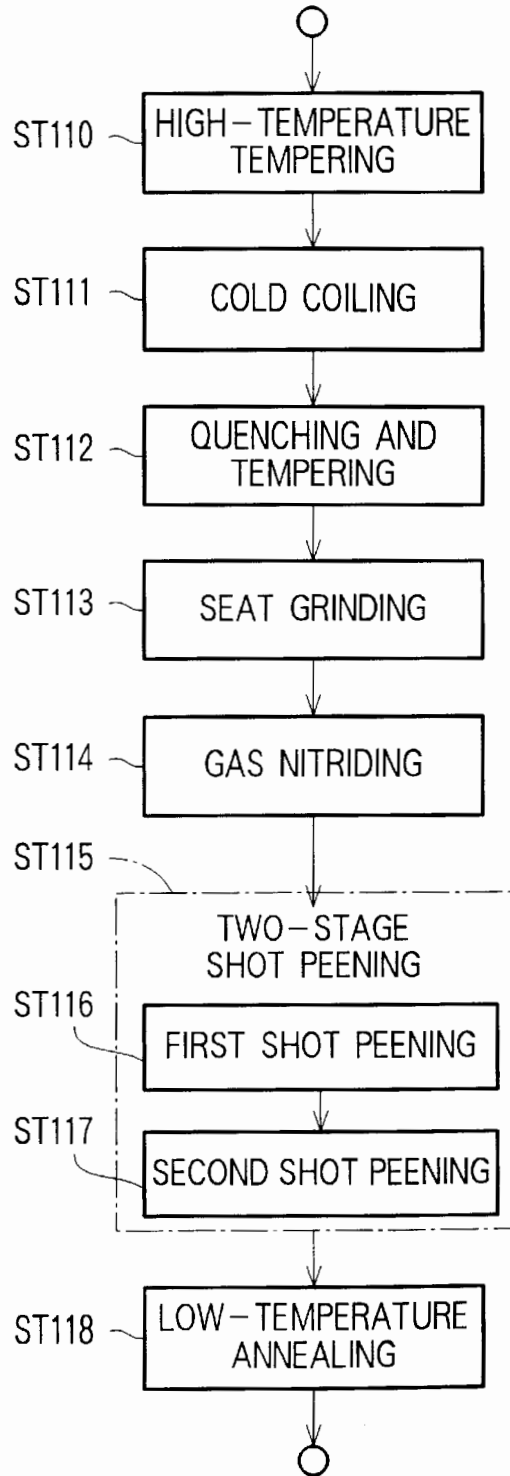 ST110
HIGH-TEMPERATURE
TEMPERING
ST111
COLD COILING
ST112
QUENCHING AND
TEMPERING
ST113
SEAT GRINDING
ST114
GAS NITRIDING
ST115
TWO-STAGE
SHOT PEENING
ST116
FIRST SHOT PEENING
ST117
SECOND SHOT PEENING
ST118
LOW-TEMPERATURE
ANNEALING